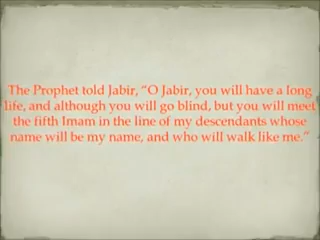 The Prophet told Jabir, “O Jabir, you will have a long
life, and although you will go blind, but you will meet
the fifth Imam in the line of my descendants whose
name will be my name, and who will walk like me.”